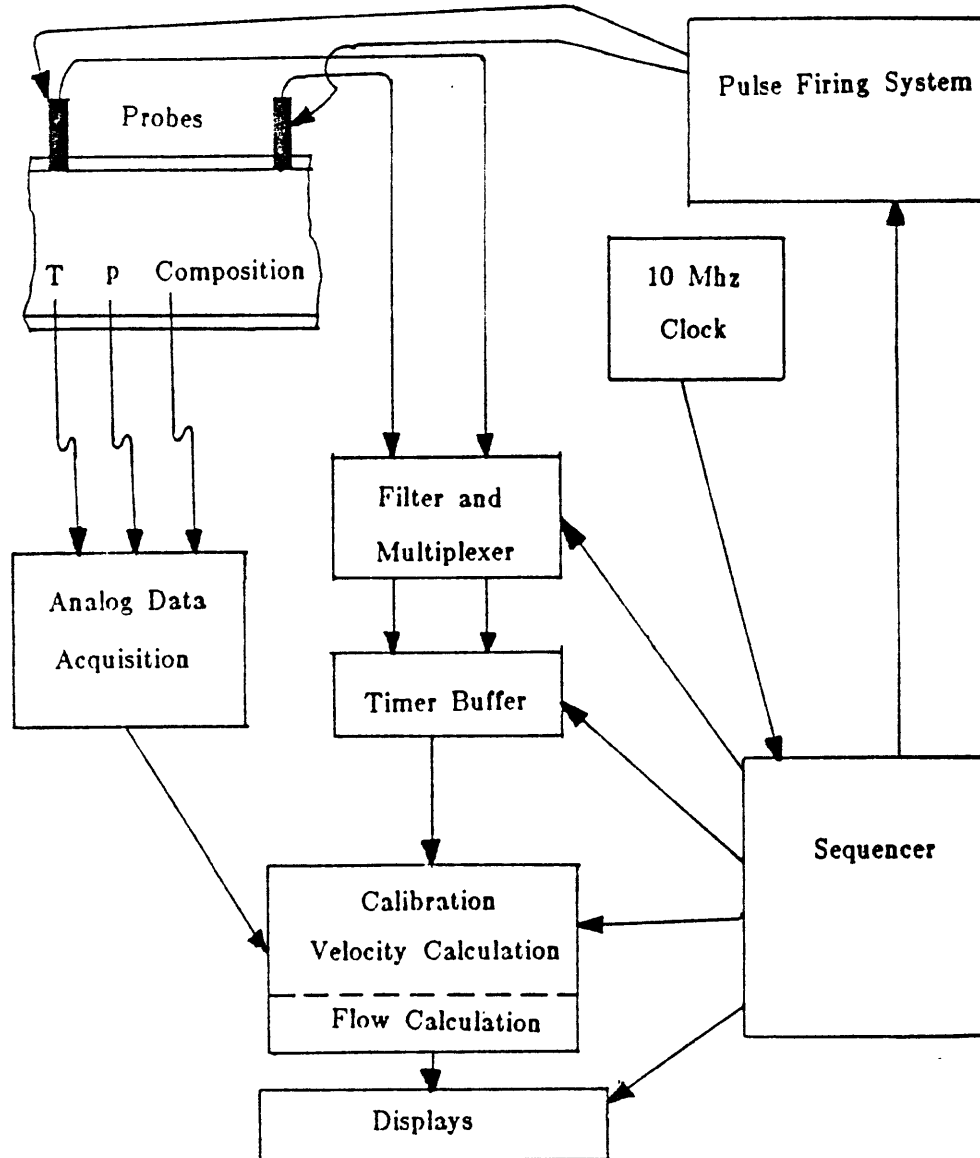 Pulse Firing System
Probes
T P Composition
10 Mhz
Clock
Filter and
Multiplexer
Analog Data
Acquisition
Timer Buffer
Sequencer
Calibration
Velocity Calculation
Flow Calculation
Displays